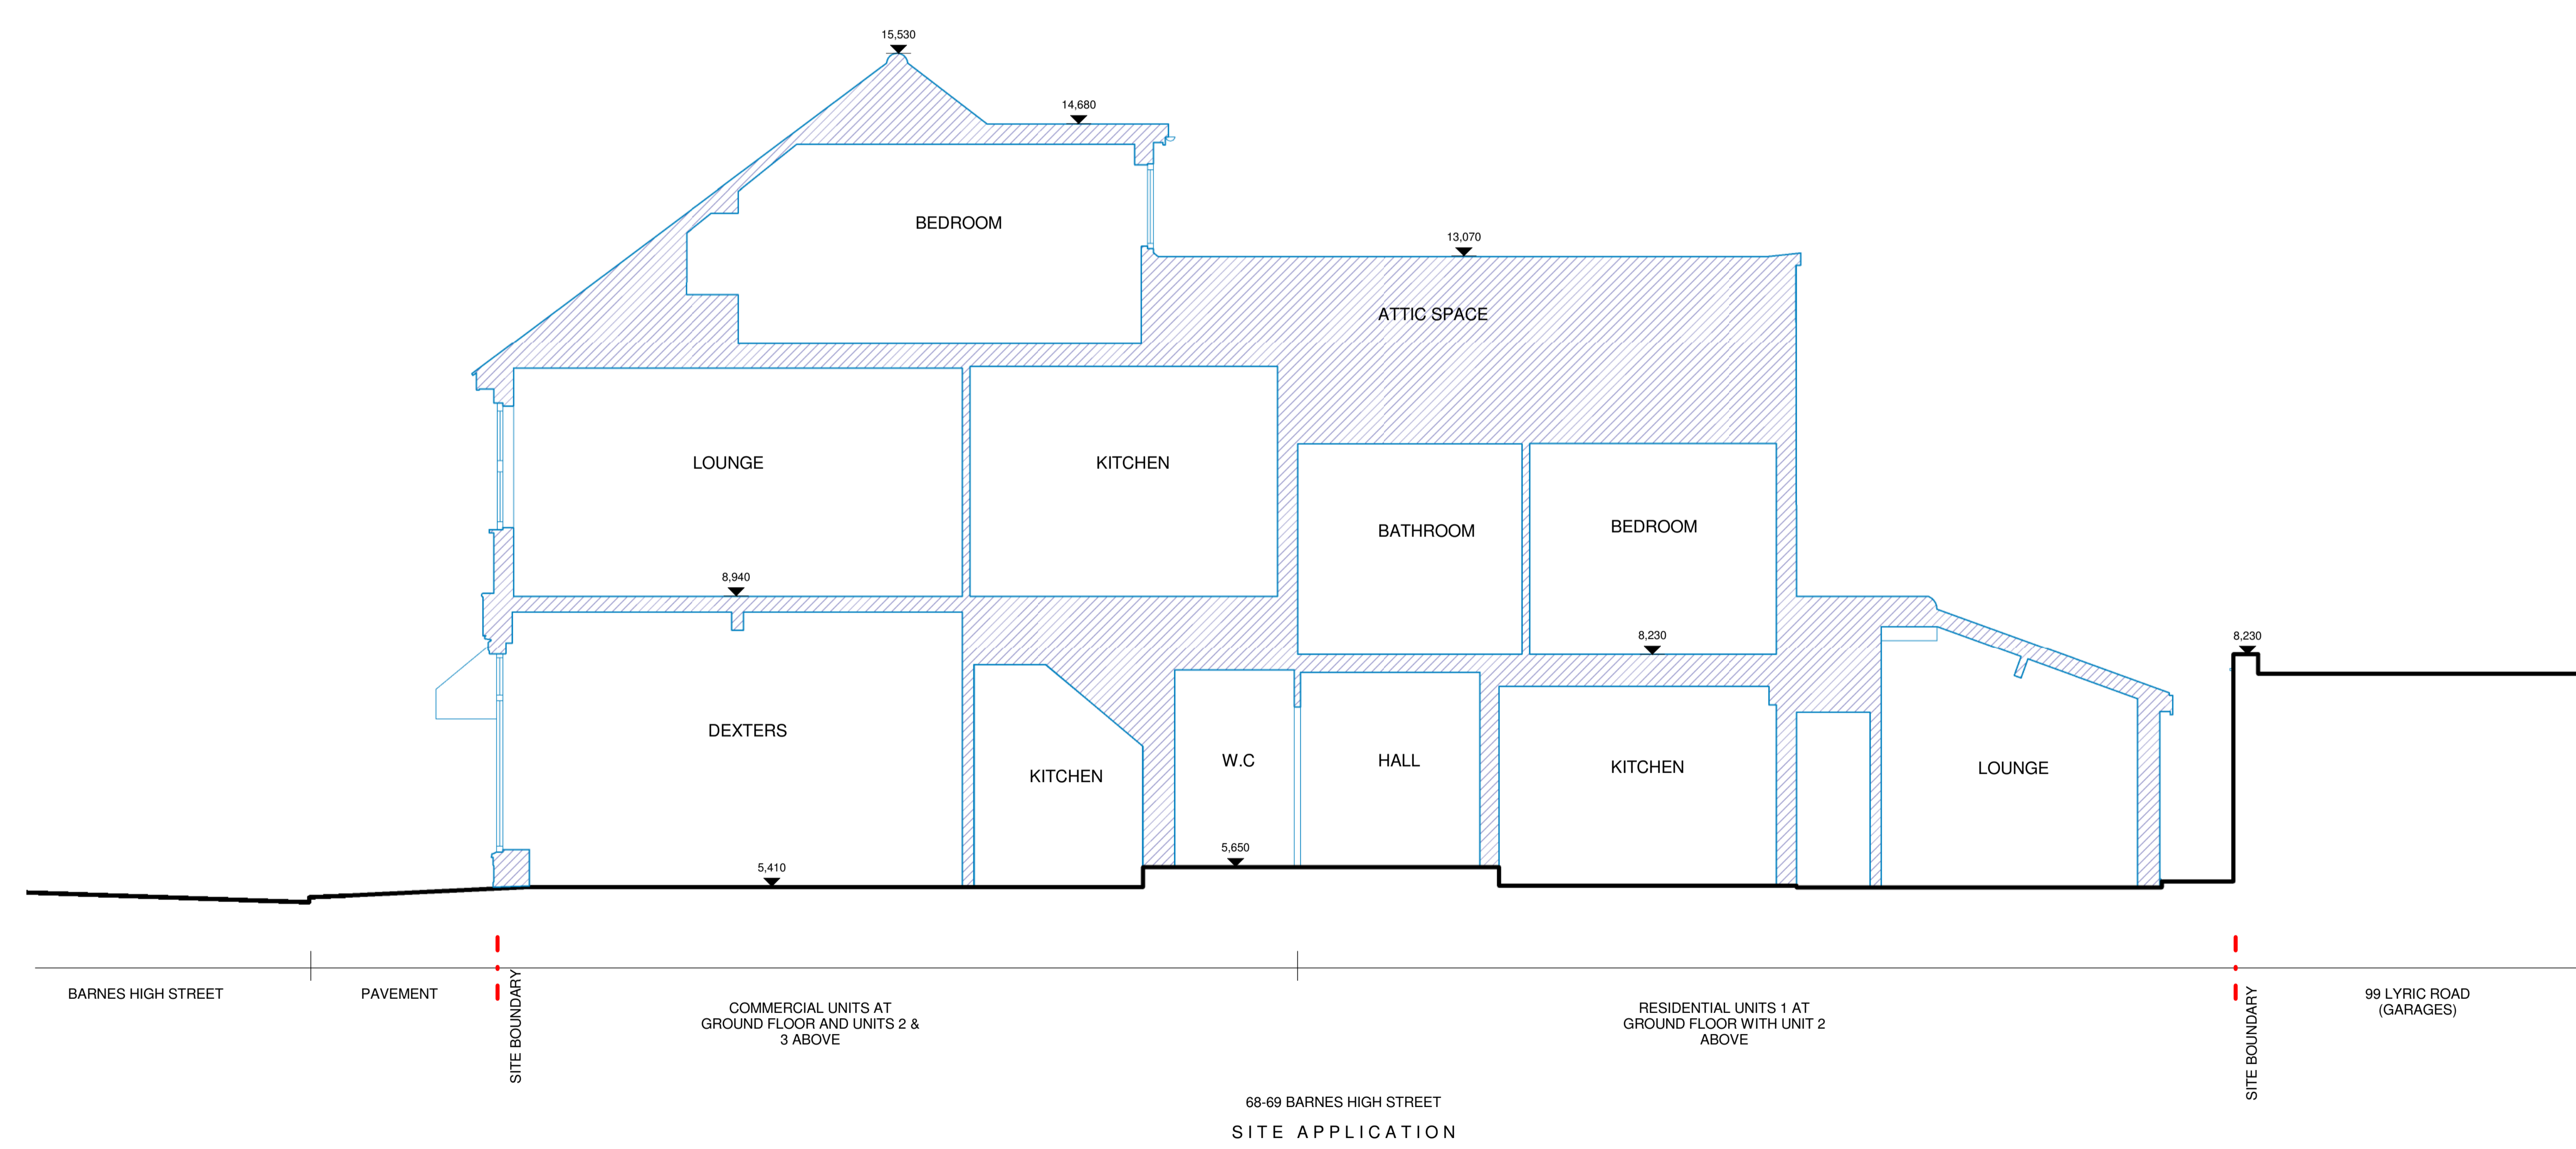 15,530
14,680
BEDROOM
13,070
ATTIC SPACE
LOUNGE
KITCHEN
BATHROOM
BEDROOM
8,940
8,230
8,230
DEXTERS
KITCHEN
W.C
HALL
KITCHEN
LOUNGE
5,410
5,650
BARNES HIGH STREET
PAVEMENT
SITE BOUNDARY
COMMERCIAL UNITS AT
GROUND FLOOR AND UNITS 2 &
3 ABOVE
RESIDENTIAL UNITS 1 AT
GROUND FLOOR WITH UNIT 2
ABOVE
SITE BOUNDARY
99 LYRIC ROAD
(GARAGES)
68-69 BARNES HIGH STREET
SITE APPLICATION